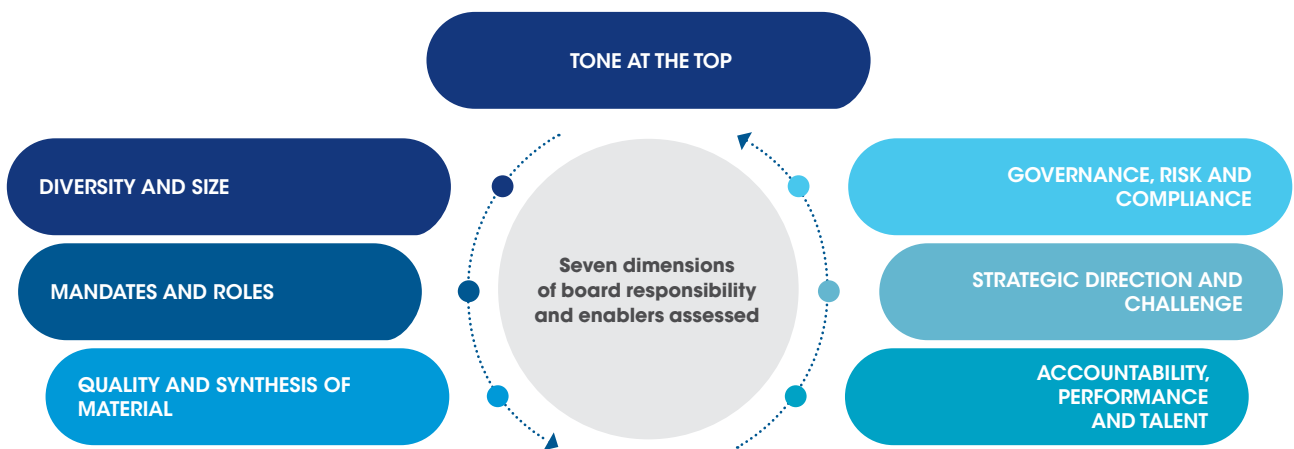 TONE AT THE TOP
DIVERSITY AND SIZE
MANDATES AND ROLES
QUALITY AND SYNTHESIS OF
MATERIAL
Seven dimensions
of board responsibility
and enablers assessed
GOVERNANCE, RISK AND
COMPLIANCE
STRATEGIC DIRECTION AND
CHALLENGE
ACCOUNTABILITY,
PERFORMANCE
AND TALENT